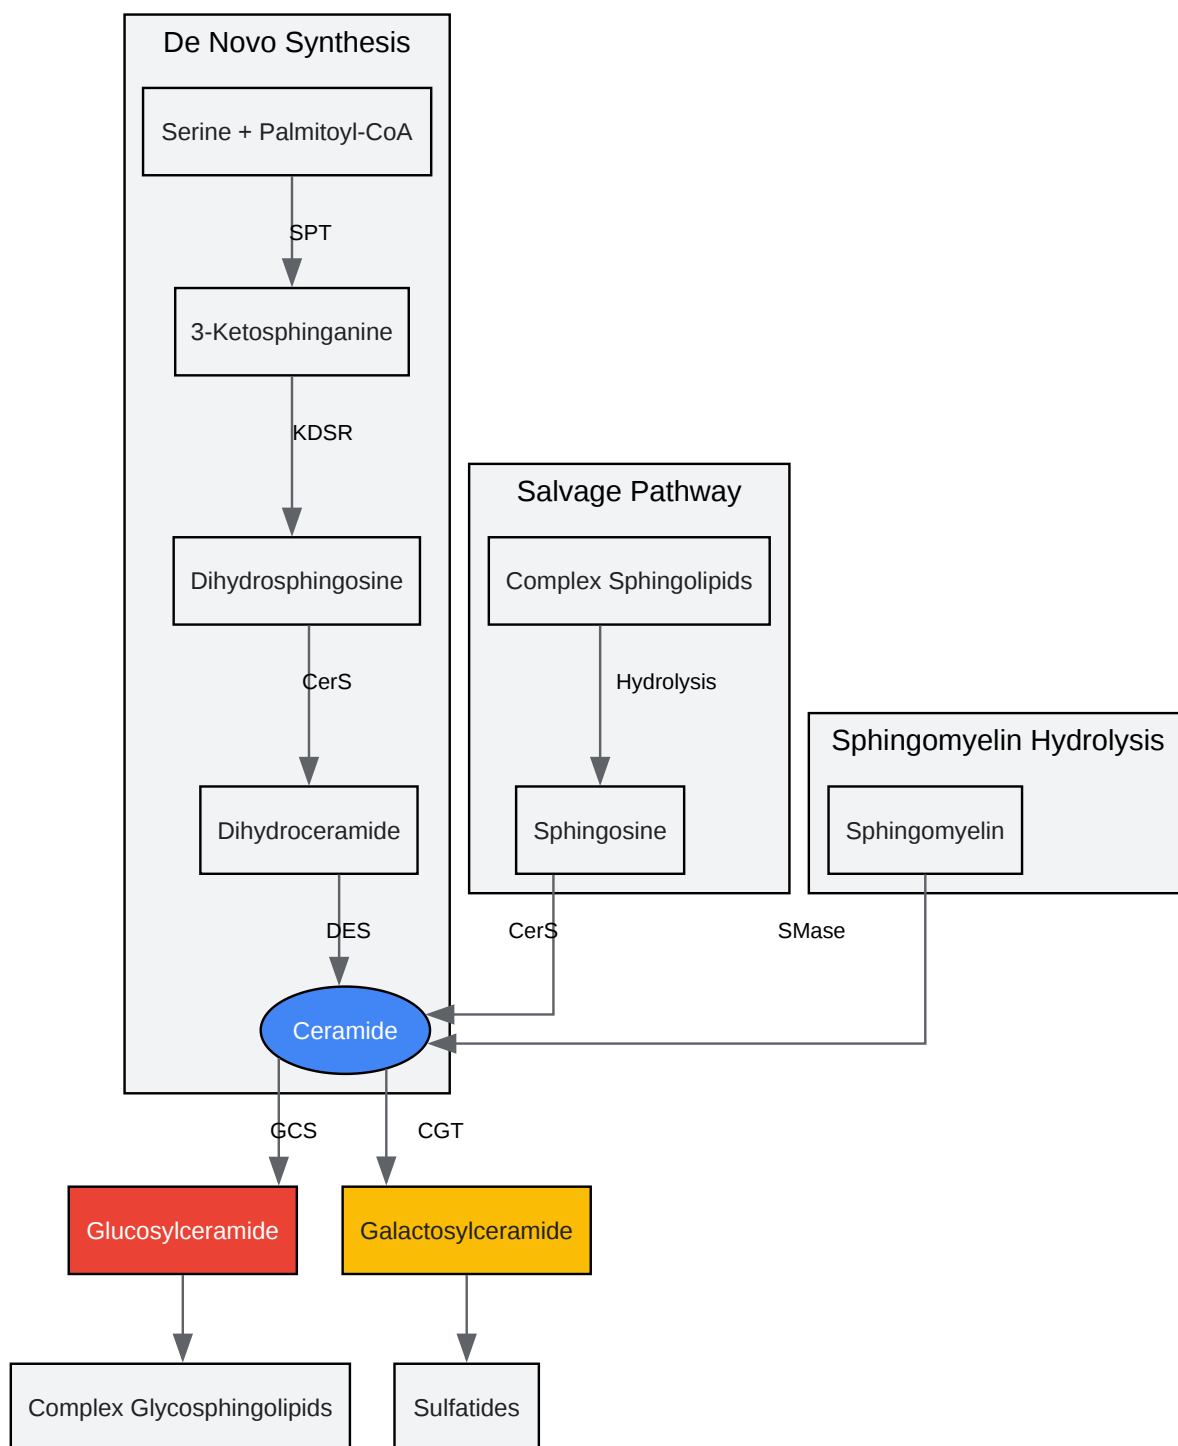 De Novo Synthesis
Serine + Palmitoyl-CoA
SPT
3-Ketosphinganine
KDSR
Salvage Pathway
Dihydrosphingosine
Complex Sphingolipids
CerS
Hydrolysis
Sphingomyelin Hydrolysis
Dihydroceramide
Sphingosine
Sphingomyelin
DES
CerS
SMase
Ceramide
GCS
CGT
Glucosylceramide
Galactosylceramide
Complex Glycosphingolipids
Sulfatides